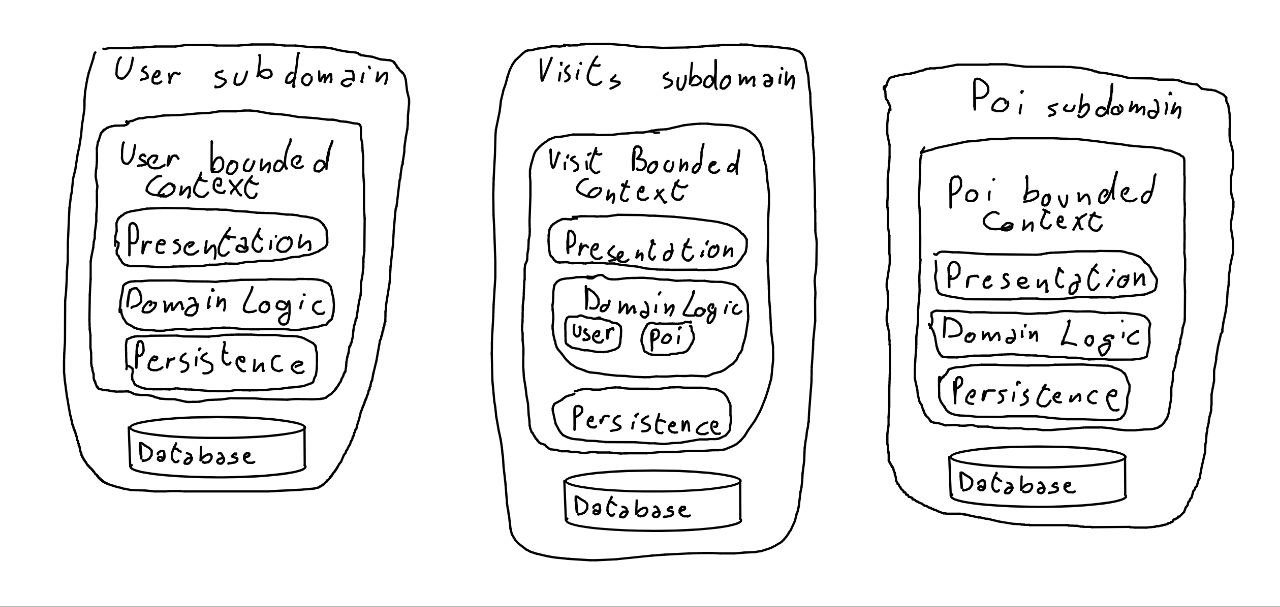 User subdomain
User bounded
Context
Presentation
Domain Logic
Persistence
Database
Visits subdomain
Visit Bounded
Context
Presentation
Domain Logic
User
Poi
Persistence
Database
Poi subdomain
Poi bounded
Context
Presentation
Domain Logic
Persistence
Database